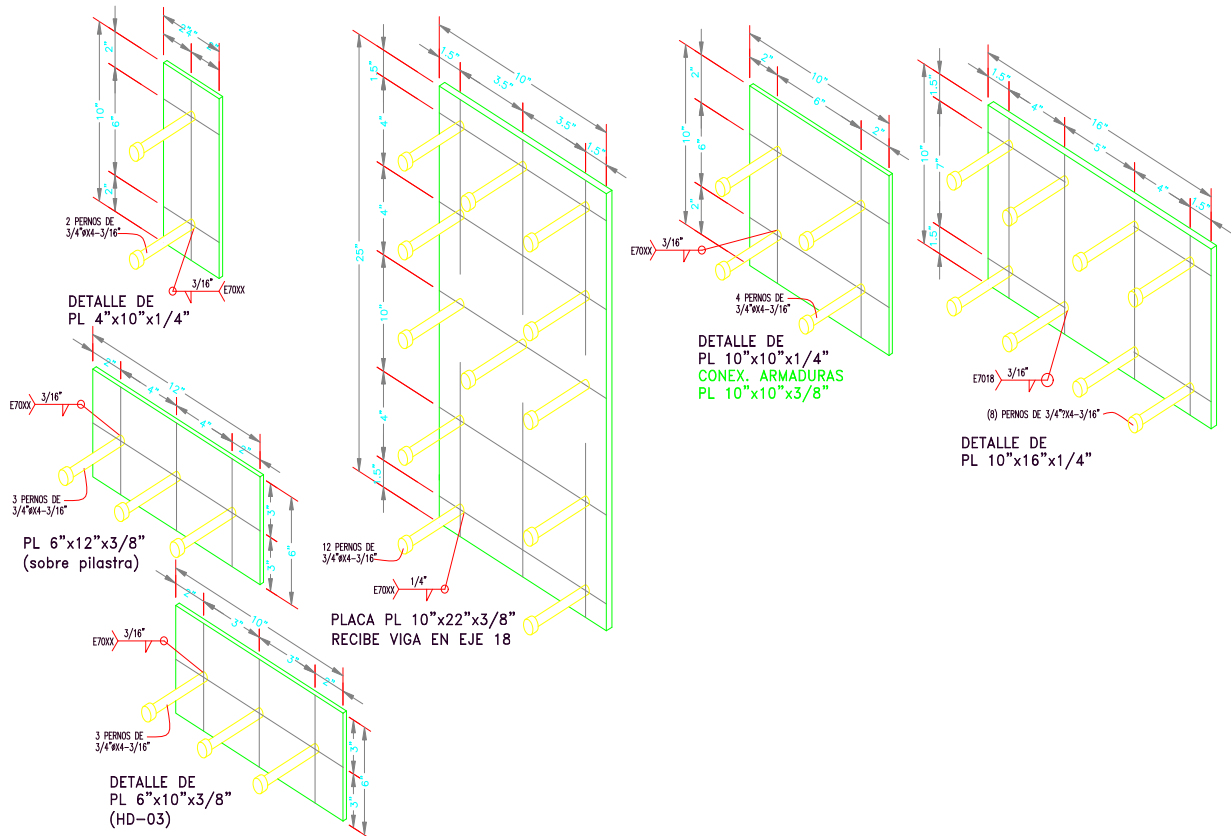 2"
4"
2"
10"
6"
2"
2 PERNOS DE
3/4"øX4-3/16"
3/16"
E70XX
DETALLE DE
PL 4"x10"x1/4"
12"
2"
4"
4"
2"
3/16"
E70XX
3"
6"
3"
3 PERNOS DE
3/4"øX4-3/16"
PL 6"x12"x3/8"
(sobre pilastra)
10"
2"
3"
3"
2"
3/16"
E70XX
3"
6"
3"
3 PERNOS DE
3/4"øX4-3/16"
DETALLE DE
PL 6"x10"x3/8"
(HD-03)
10"
1.5"
3.5"
3.5"
1.5"
1.5"
4"
4"
25"
10"
4"
1.5"
12 PERNOS DE
3/4"øX4-3/16"
1/4"
E70XX
PLACA PL 10"x22"x3/8"
RECIBE VIGA EN EJE 18
10"
2"
6"
2"
2"
10"
6"
2"
3/16"
E70XX
4 PERNOS DE
3/4"øX4-3/16"
DETALLE DE
PL 10"x10"x1/4"
CONEX. ARMADURAS
PL 10"x10"x3/8"
16"
1.5"
4"
5"
4"
1.5"
1.5"
10"
7"
1.5"
3/16"
E7018
(8) PERNOS DE 3/4"?X4-3/16"
DETALLE DE
PL 10"x16"x1/4"